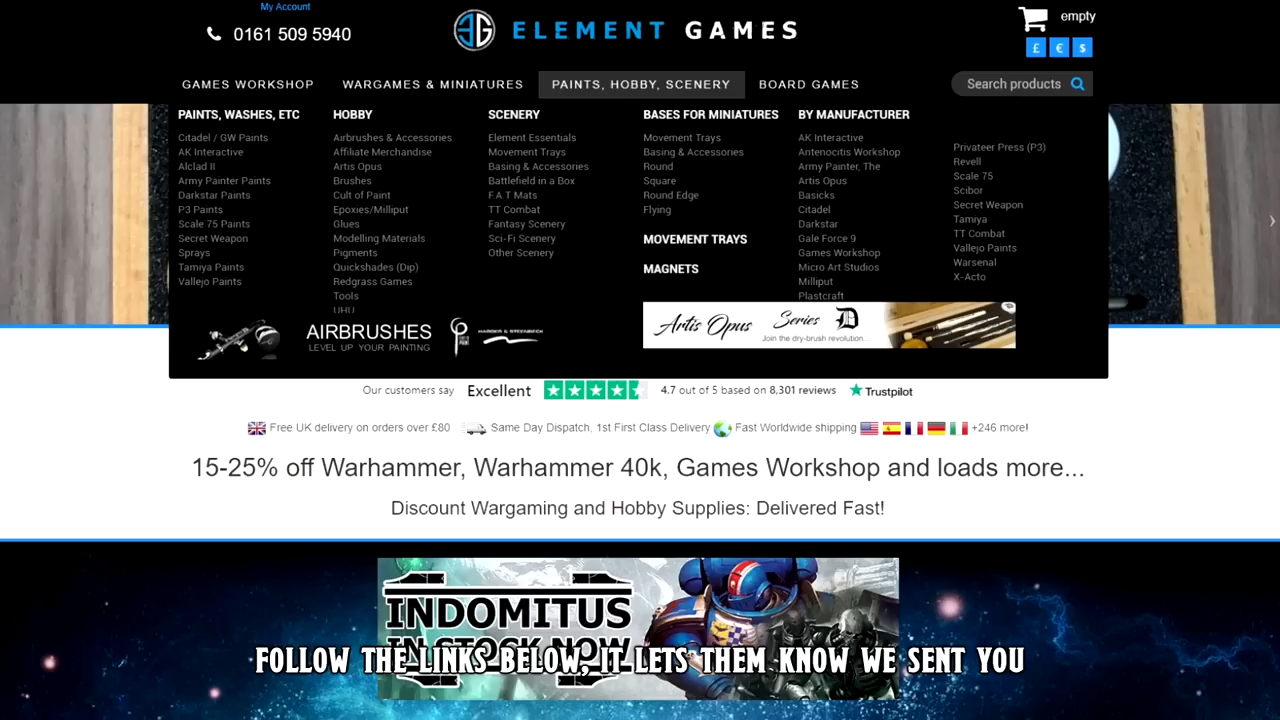 My Account
0161 509 5940
ELEMENT GAMES
empty
£ € $
GAMES WORKSHOP
WARGAMES & MINIATURES
PAINTS, HOBBY, SCENERY
BOARD GAMES
Search products
PAINTS, WASHES, ETC
Citadel / GW Paints
AK Interactive
Alclad II
Army Painter Paints
Darkstar Paints
P3 Paints
Scale 75 Paints
Secret Weapon
Sprays
Tamiya Paints
Vallejo Paints
HOBBY
Airbrushes & Accessories
Affiliate Merchandise
Artis Opus
Brushes
Cult of Paint
Epoxies/Milliput
Glues
Modelling Materials
Pigments
Quickshades (Dip)
Redgrass Games
Tools
UHU
SCENERY
Element Essentials
Movement Trays
Basing & Accessories
Battlefield in a Box
F.A.T Mats
TT Combat
Fantasy Scenery
Sci-Fi Scenery
Other Scenery
BASES FOR MINIATURES
Movement Trays
Basing & Accessories
Round
Square
Round Edge
Flying
MOVEMENT TRAYS
MAGNETS
BY MANUFACTURER
AK Interactive
Antenocitis Workshop
Army Painter, The
Artis Opus
Basicks
Citadel
Darkstar
Gale Force 9
Games Workshop
Micro Art Studios
Milliput
Plastcraft
Privateer Press (P3)
Revell
Scale 75
Scibor
Secret Weapon
Tamiya
TT Combat
Vallejo Paints
Warsenal
X-Acto
AIRBRUSHES
LEVEL UP YOUR PAINTING
HARDER & STEENBECK
Artis Opus Series D
Join the dry-brush revolution...
Our customers say Excellent 4.7 out of 5 based on 8,301 reviews Trustpilot
Free UK delivery on orders over £80 Same Day Dispatch, 1st First Class Delivery Fast Worldwide shipping +246 more!
15-25% off Warhammer, Warhammer 40k, Games Workshop and loads more...
Discount Wargaming and Hobby Supplies: Delivered Fast!
INDOMITUS
IN STOCK NOW
FOLLOW THE LINKS BELOW, IT LETS THEM KNOW WE SENT YOU